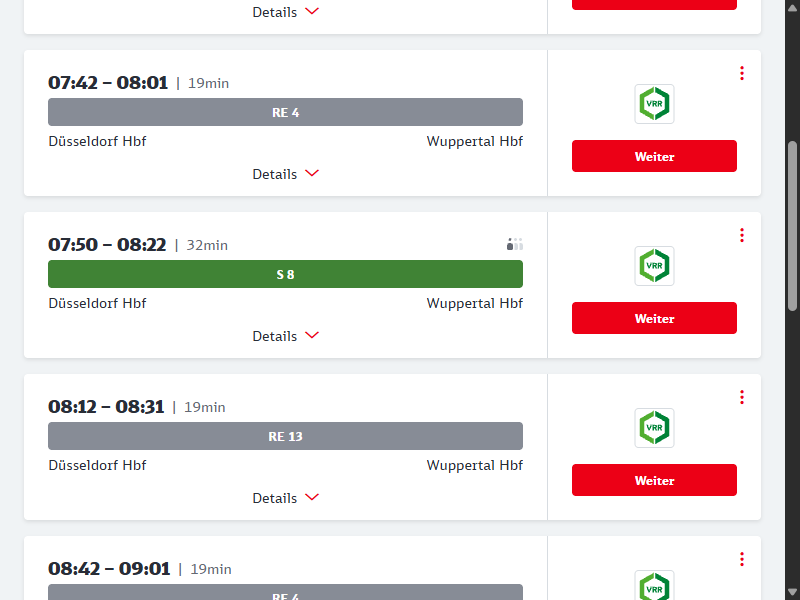 Details
07:42 – 08:01 | 19min
RE 4
Düsseldorf Hbf
Wuppertal Hbf
Details
VRR
Weiter
07:50 – 08:22 | 32min
S 8
Düsseldorf Hbf
Wuppertal Hbf
Details
VRR
Weiter
08:12 – 08:31 | 19min
RE 13
Düsseldorf Hbf
Wuppertal Hbf
Details
VRR
Weiter
08:42 – 09:01 | 19min
RE 4
VRR